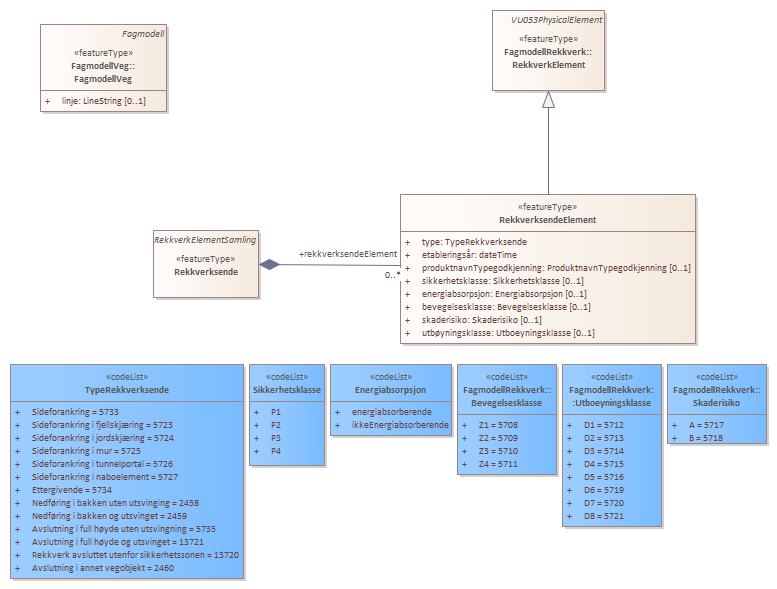 Fagmodell
«featureType»
FagmodellVeg::
FagmodellVeg
+ linje: LineString [0..1]
VU053PhysicalElement
«featureType»
FagmodellRekkverk::
RekkverkElement
«featureType»
RekkverksendeElement
+ type: TypeRekkverksende
+ etableringsår: dateTime
+ produktnavnTypegodkjenning: ProduktnavnTypegodkjenning [0..1]
+ sikkerhetsklasse: Sikkerhetsklasse [0..1]
+ energiabsorpsjon: Energiabsorpsjon [0..1]
+ bevegelsesklasse: Bevegelsesklasse [0..1]
+ skaderisiko: Skaderisiko [0..1]
+ utbøyningsklasse: Utboeyningsklasse [0..1]
RekkverkElementSamling
«featureType»
Rekkverksende
+rekkverksendeElement
0..*
«codeList»
TypeRekkverksende
+ Sideforankring = 5733
+ Sideforankring i fjellskjæring = 5723
+ Sideforankring i jordskjæring = 5724
+ Sideforankring i mur = 5725
+ Sideforankring i tunnelportal = 5726
+ Sideforankring i naboelement = 5727
+ Ettergivende = 5734
+ Nedføring i bakken uten utsvinging = 2458
+ Nedføring i bakken og utsvinget = 2459
+ Avslutning i full høyde uten utsvingning = 5735
+ Avslutning i full høyde og utsvinget = 13721
+ Rekkverk avsluttet utenfor sikkerhetssonen = 13720
+ Avslutning i annet vegobjekt = 2460
«codeList»
Sikkerhetsklasse
+ P1
+ P2
+ P3
+ P4
«codeList»
Energiabsorpsjon
+ energiabsorberende
+ ikkeEnergiabsorberende
«codeList»
FagmodellRekkverk::
Bevegelsesklasse
+ Z1 = 5708
+ Z2 = 5709
+ Z3 = 5710
+ Z4 = 5711
«codeList»
FagmodellRekkverk:
:Utboeyningsklasse
+ D1 = 5712
+ D2 = 5713
+ D3 = 5714
+ D4 = 5715
+ D5 = 5716
+ D6 = 5719
+ D7 = 5720
+ D8 = 5721
«codeList»
FagmodellRekkverk::
Skaderisiko
+ A = 5717
+ B = 5718